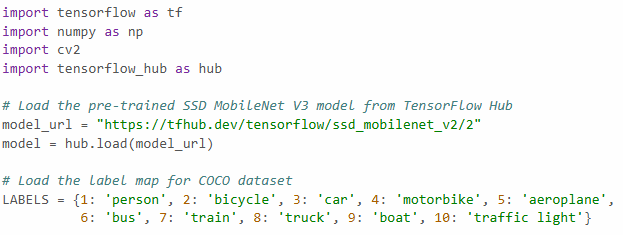 import tensorflow as tf
import numpy as np
import cv2
import tensorflow_hub as hub
# Load the pre-trained SSD MobileNet V3 model from TensorFlow Hub
model_url = "https://tfhub.dev/tensorflow/ssd_mobilenet_v2/2"
model = hub.load(model_url)
# Load the label map for COCO dataset
LABELS = {1: 'person', 2: 'bicycle', 3: 'car', 4: 'motorbike', 5: 'aeroplane',
6: 'bus', 7: 'train', 8: 'truck', 9: 'boat', 10: 'traffic light'}